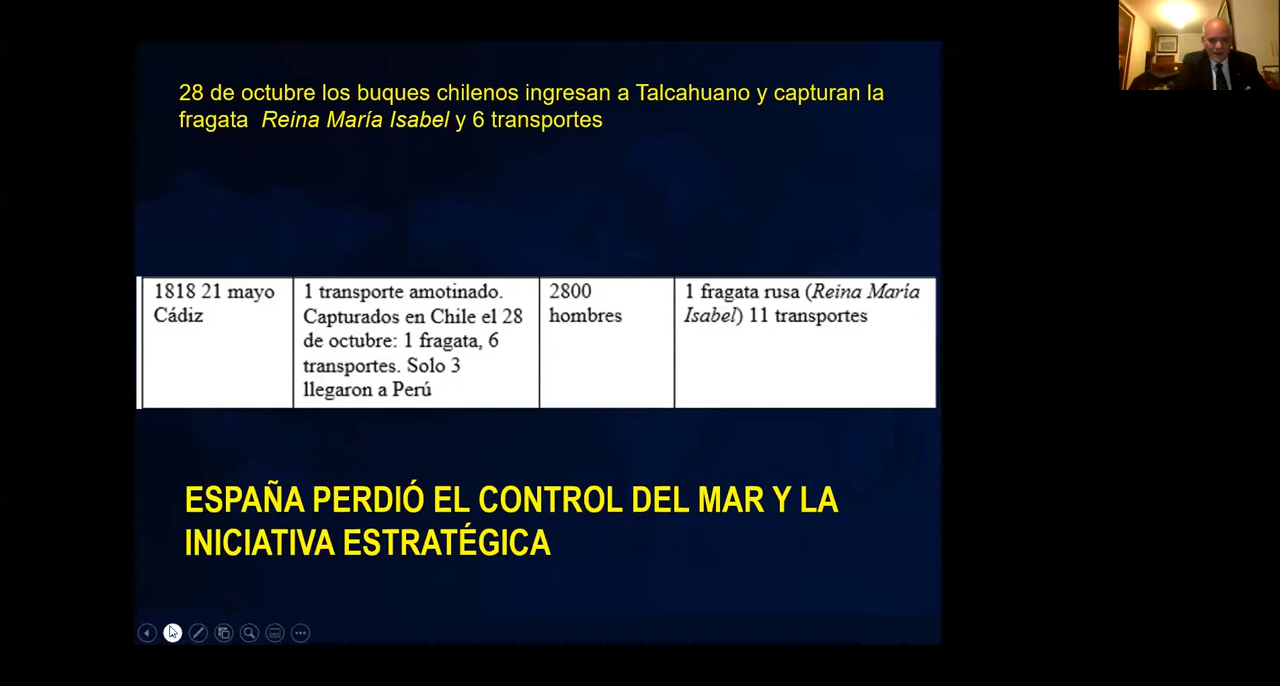 28 de octubre los buques chilenos ingresan a Talcahuano y capturan la
fragata Reina María Isabel y 6 transportes
1818 21 mayo
Cádiz
1 transporte amotinado.
Capturados en Chile el 28
de octubre: 1 fragata, 6
transportes. Solo 3
llegaron a Perú
2800
hombres
1 fragata rusa (Reina María
Isabel) 11 transportes
ESPAÑA PERDIÓ EL CONTROL DEL MAR Y LA
INICIATIVA ESTRATÉGICA